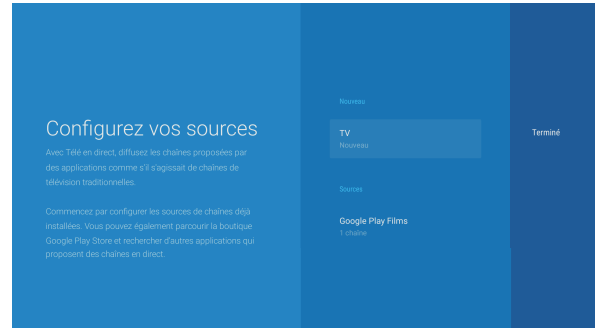 Configurez vos sources
Avec Télé en direct, diffusez les chaînes proposées par
des applications comme s'il s'agissait de chaînes de
télévision traditionnelles.
Commencez par configurer les sources de chaînes déjà
installées. Vous pouvez également parcourir la boutique
Google Play Store et rechercher d'autres applications qui
proposent des chaînes en direct.
Nouveau
TV
Nouveau
Sources
Google Play Films
1 chaîne
Terminé